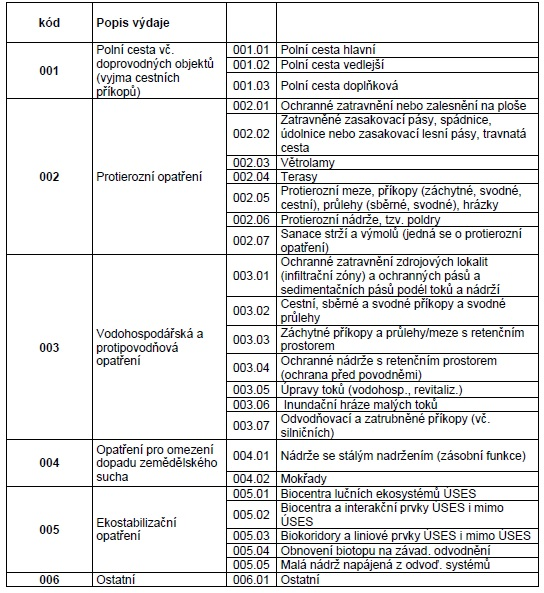 kód Popis výdaje
001 Polní cesta vč. doprovodných objektů (vyjma cestních příkopů)
001.01 Polní cesta hlavní
001.02 Polní cesta vedlejší
001.03 Polní cesta doplňková
002 Protierozní opatření
002.01 Ochranné zatravnění nebo zalesnění na ploše
002.02 Zatravněné zasakovací pásy, spádnice,
údolnice nebo zasakovací lesní pásy, travnatá
cesta
002.03 Větrolamy
002.04 Terasy
002.05 Protierozní meze, příkopy (záchytné, svodné,
cestní), průlehy (sběrné, svodné), hrázky
002.06 Protierozní nádrže, tzv. poldry
002.07 Sanace strží a výmolů (jedná se o protierozní
opatření)
003 Vodohospodářská a
protipovodňová
opatření
003.01 Ochranné zatravnění zdrojových lokalit
(infiltrační zóny) a ochranných pásů a
sedimentačních pásů podél toků a nádrží
003.02 Cestní, sběrné a svodné příkopy a svodné
průlehy
003.03 Záchytné příkopy a průlehy/meze s retenčním
prostorem
003.04 Ochranné nádrže s retenčním prostorem
(ochrana před povodněmi)
003.05 Úpravy toků (vodohosp., revitaliz.)
003.06 Inundační hráze malých toků
003.07 Odvodňovací a zatrubněné příkopy (vč.
silničních)
004 Opatření pro omezení
dopadu zemědělského
sucha
004.01 Nádrže se stálým nadržením (zásobní funkce)
004.02 Mokřady
005 Ekostabilizační
opatření
005.01 Biocentra lučních ekosystémů ÚSES
005.02 Biocentra a interakční prvky ÚSES i mimo
ÚSES
005.03 Biokoridory a liniové prvky ÚSES i mimo ÚSES
005.04 Obnovení biotopu na závad. odvodnění
005.05 Malá nádrž napájená z odvoď. systémů
006 Ostatní
006.01 Ostatní